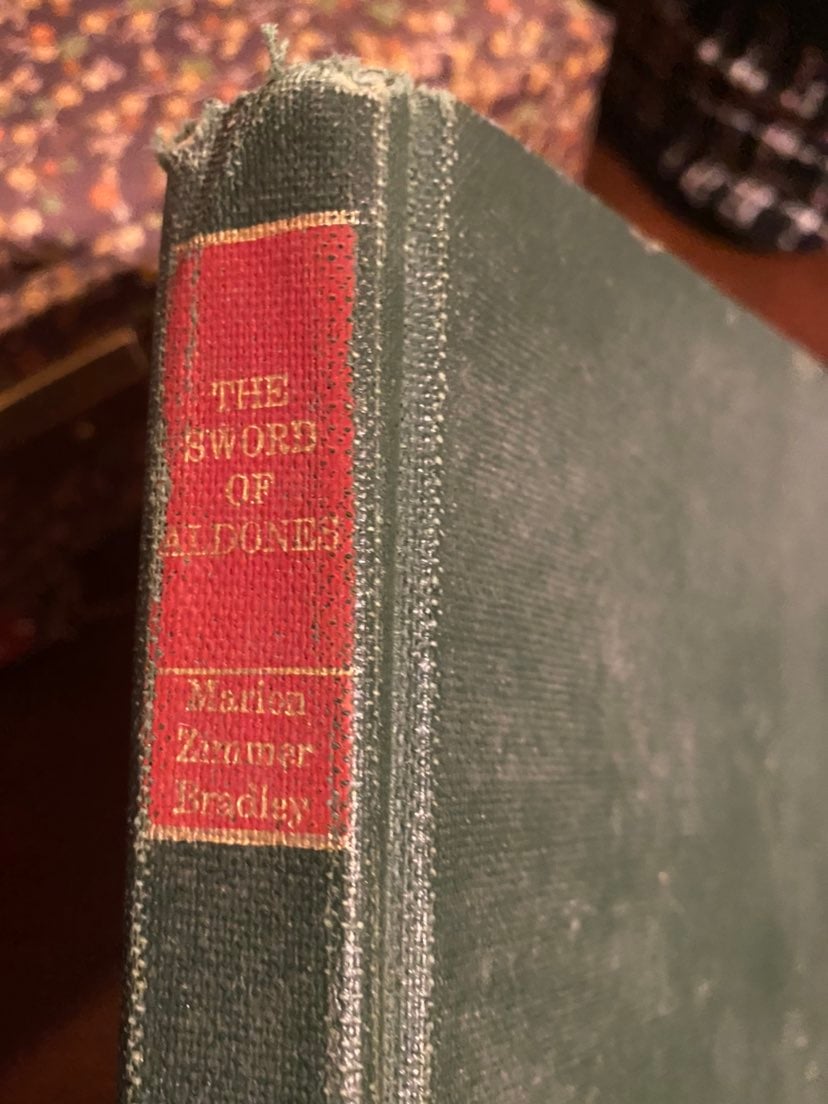 THE
SWORD
OF
ALDONES
Marion
Zimmer
Bradley